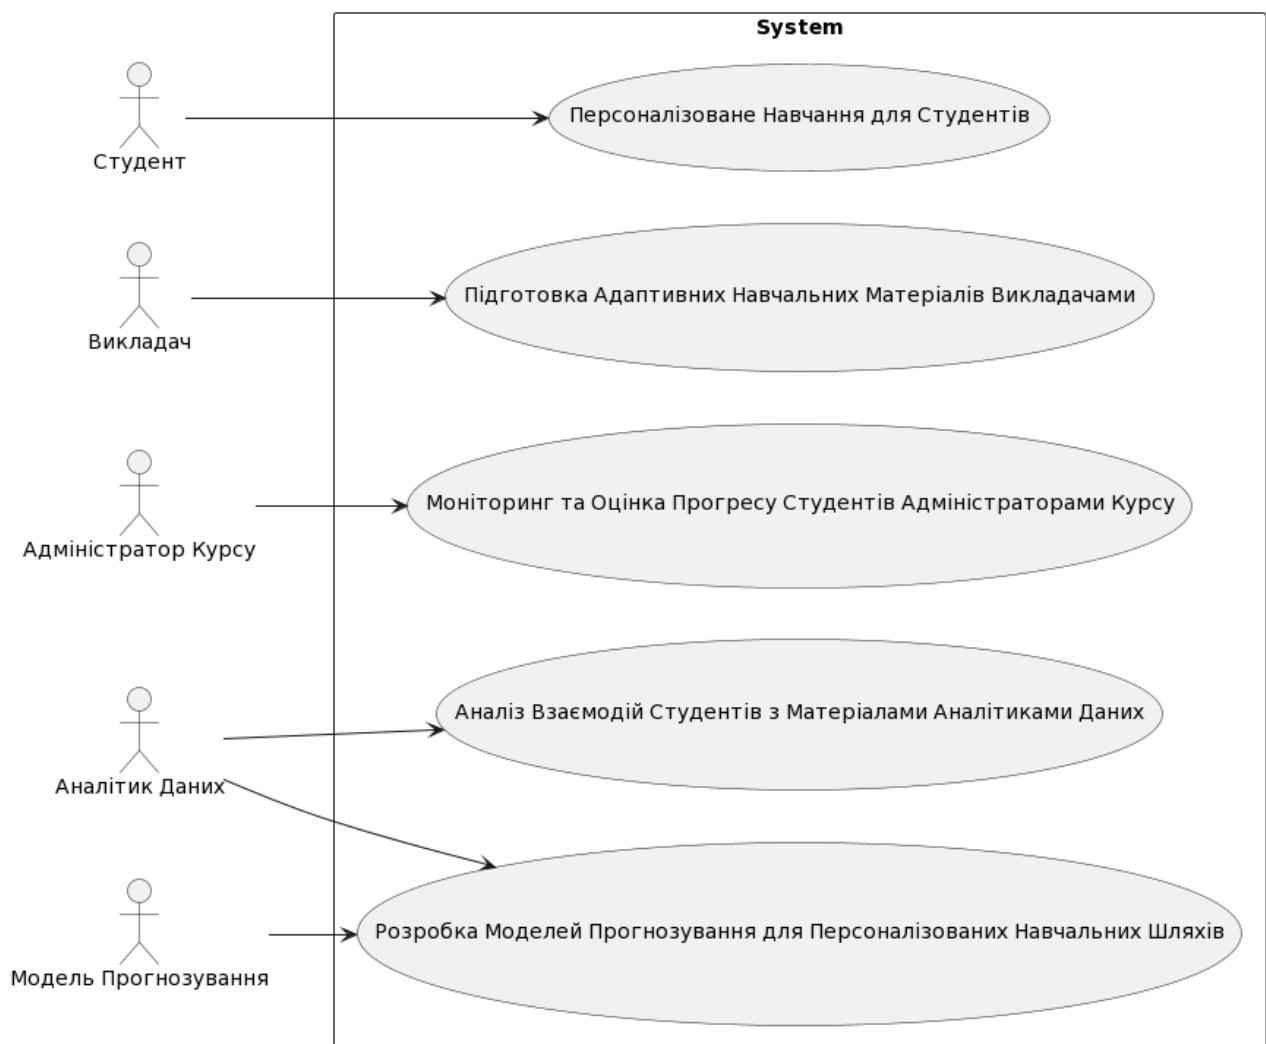 System
Студент
Персоналізоване Навчання для Студентів
Викладач
Підготовка Адаптивних Навчальних Матеріалів Викладачами
Адміністратор Курсу
Моніторинг та Оцінка Прогресу Студентів Адміністраторами Курсу
Аналітик Даних
Аналіз Взаємодій Студентів з Матеріалами Аналітиками Даних
Модель Прогнозування
Розробка Моделей Прогнозування для Персоналізованих Навчальних Шляхів